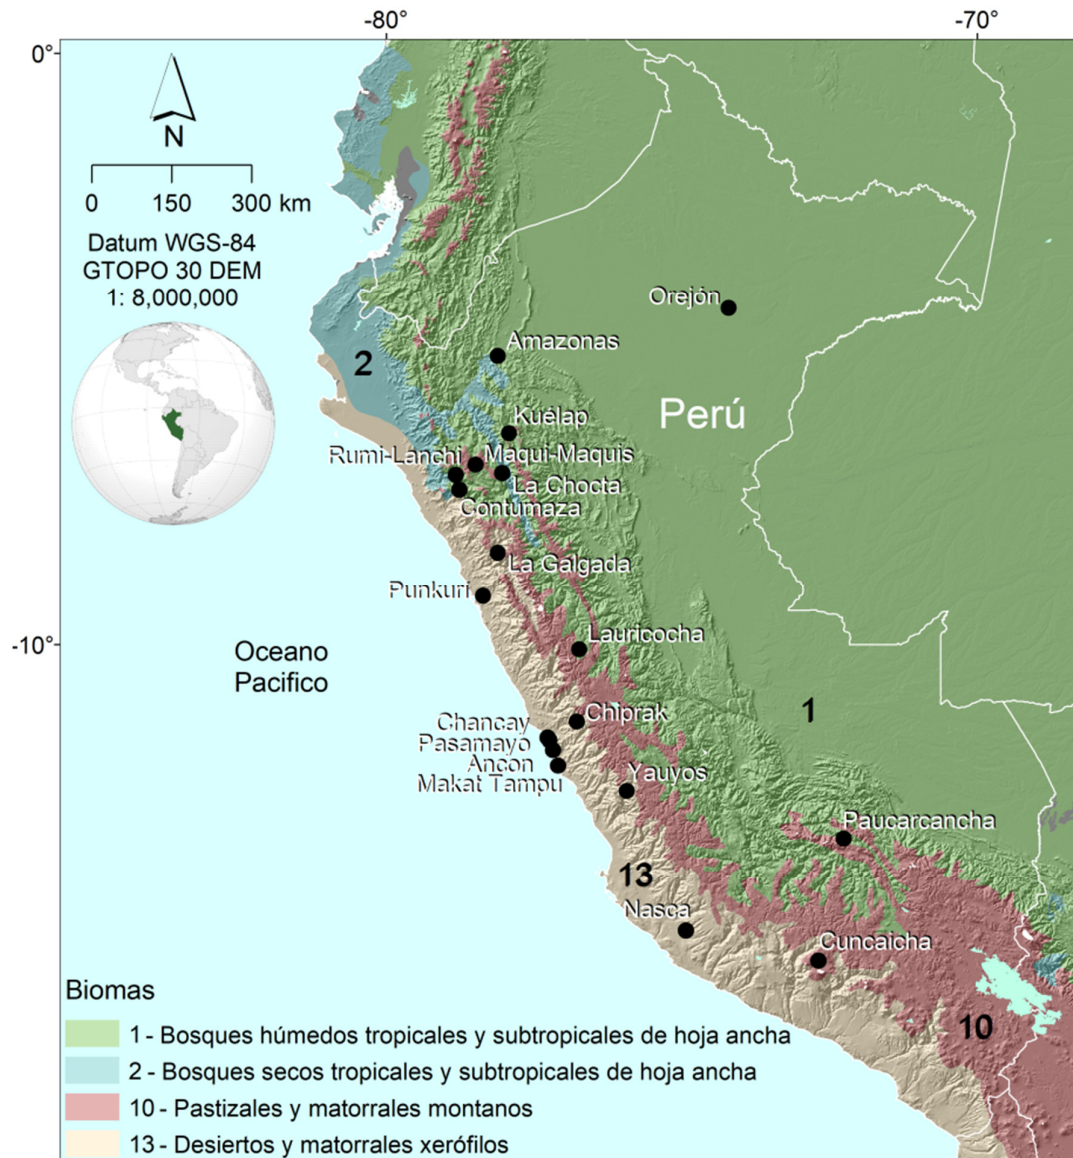 -80°
-70°
0°
N
0 150 300 km
Datum WGS-84
GTOPO 30 DEM
1: 8,000,000
Orejón
Amazonas
2
Perú
Kuélap
Rumi-Lanchi
Maqui-Maquis
La Chocta
Contumaza
La Galgada
Punkuri
-10°
Lauricocha
Oceano
Pacifico
1
Chiprak
Chancay
Pasamayo
Ancon
Makat Tampu
Yauyos
Paucarcancha
13
Nasca
Cuncaicha
10
Biomas
1 - Bosques húmedos tropicales y subtropicales de hoja ancha
2 - Bosques secos tropicales y subtropicales de hoja ancha
10 - Pastizales y matorrales montanos
13 - Desiertos y matorrales xerófilos